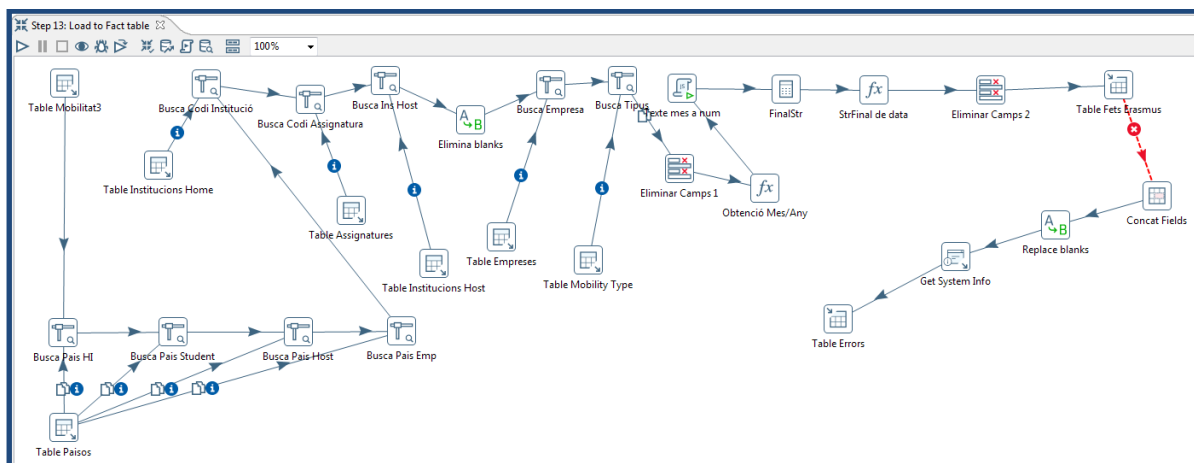 Step 13: Load to Fact table
100%
Table Mobilitat3
Busca Codi Institució
Busca Codi Assignatura
Busca Ins Host
Elimina blanks
Busca Empresa
Busca Tipus
Texte mes a num
FinalStr
StrFinal de data
Eliminar Camps 2
Table Fets Erasmus
Table Institucions Home
Table Assignatures
Table Institucions Host
Table Empreses
Table Mobility Type
Eliminar Camps 1
Obtenció Mes/Any
Concat Fields
Replace blanks
Get System Info
Table Errors
Busca Pais HI
Busca Pais Student
Busca Pais Host
Busca Pais Emp
Table Paisos